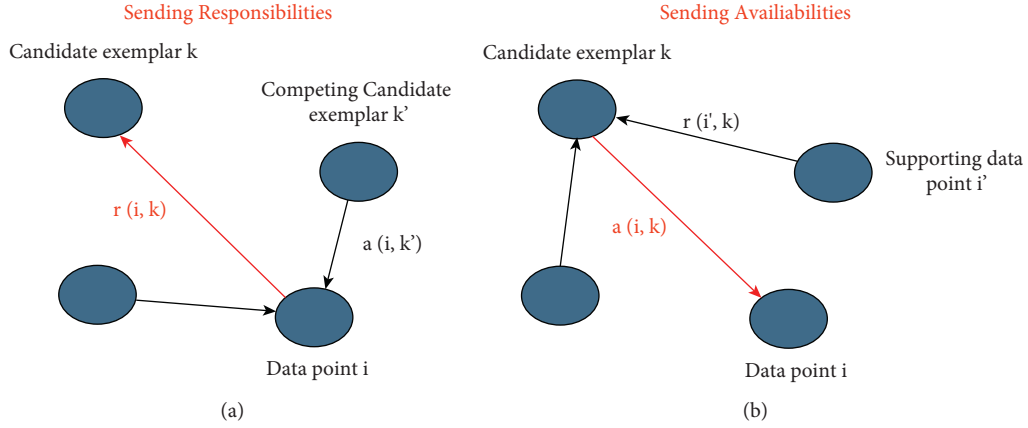 Sending Responsibilities
Candidate exemplar k
Competing Candidate
exemplar k’
r (i, k)
a (i, k’)
Data point i
(a)
Sending Availiabilities
Candidate exemplar k
r (i', k)
Supporting data
point i’
a (i, k)
Data point i
(b)